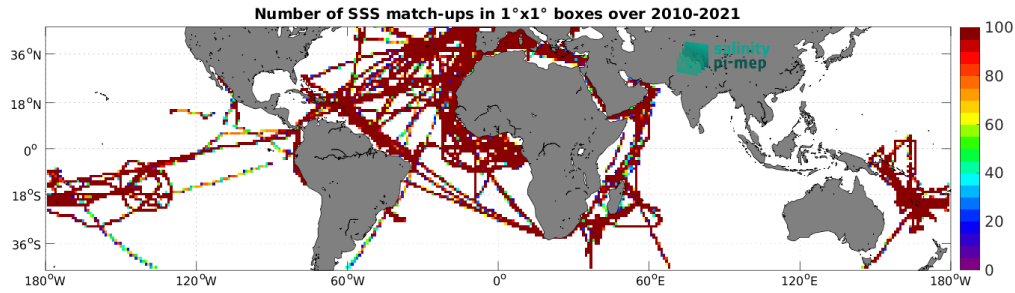 Number of SSS match-ups in 1°x1° boxes over 2010-2021
salinity
pi-mep
36°N
18°N
0°
18°S
36°S
180°W 120°W 60°W 0° 60°E 120°E 180°W
100
80
60
40
20
0